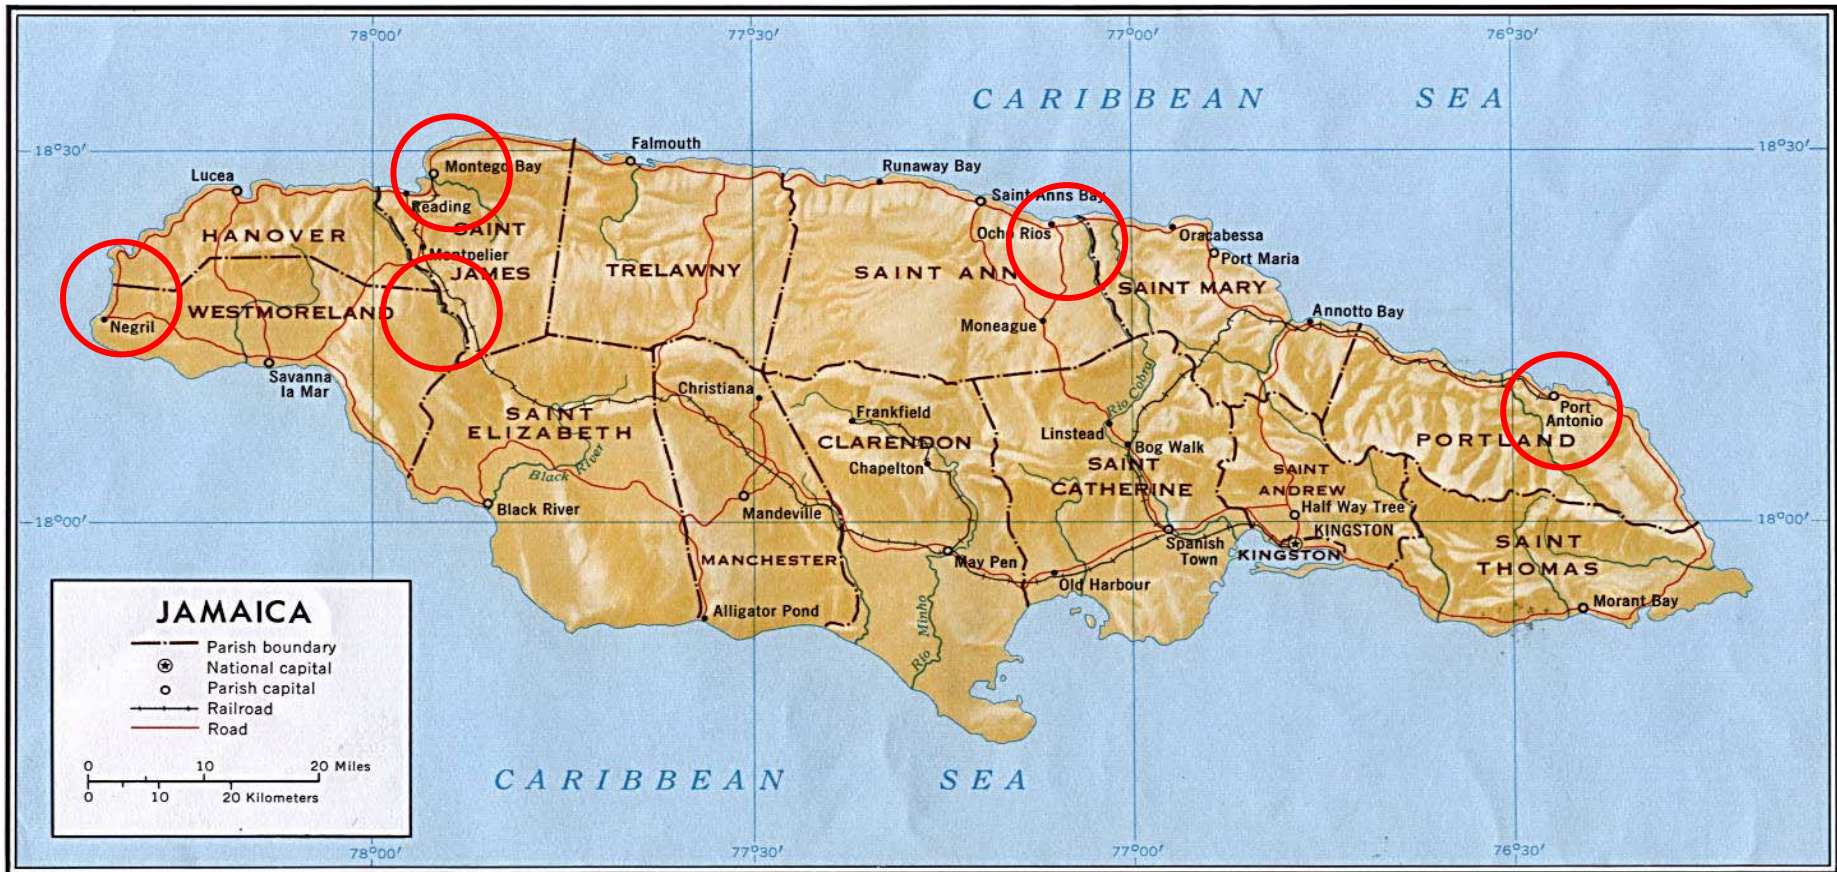 78°00′ 77°30′ 77°00′ 76°30′
CARIBBEAN SEA
18°30′ 18°30′
Falmouth
Montego Bay
Runaway Bay
Lucea
Saint Anns Bay
Reading
SAINT
JAMES
HANOVER
Ocho Rios
Oracabessa
Montpelier
Port Maria
TRELAWNY
SAINT ANN
SAINT MARY
WESTMORELAND
Negril
Moneague
Annotto Bay
Savanna
la Mar
Christiana
Rio Cobra
SAINT
ELIZABETH
Frankfield
Port
Antonio
CLARENDON
Linstead
Bog Walk
PORTLAND
Chapelton
SAINT
CATHERINE
SAINT
ANDREW
Black River
Black River
Mandeville
Half Way Tree
18°00′ 18°00′
KINGSTON
KINGSTON
Spanish
Town
SAINT
THOMAS
MANCHESTER
May Pen
Old Harbour
Alligator Pond
Morant Bay
Rio Minho
JAMAICA
Parish boundary
National capital
Parish capital
Railroad
Road
0 10 20 Miles
0 10 20 Kilometers
CARIBBEAN SEA
78°00′ 77°30′ 77°00′ 76°30′